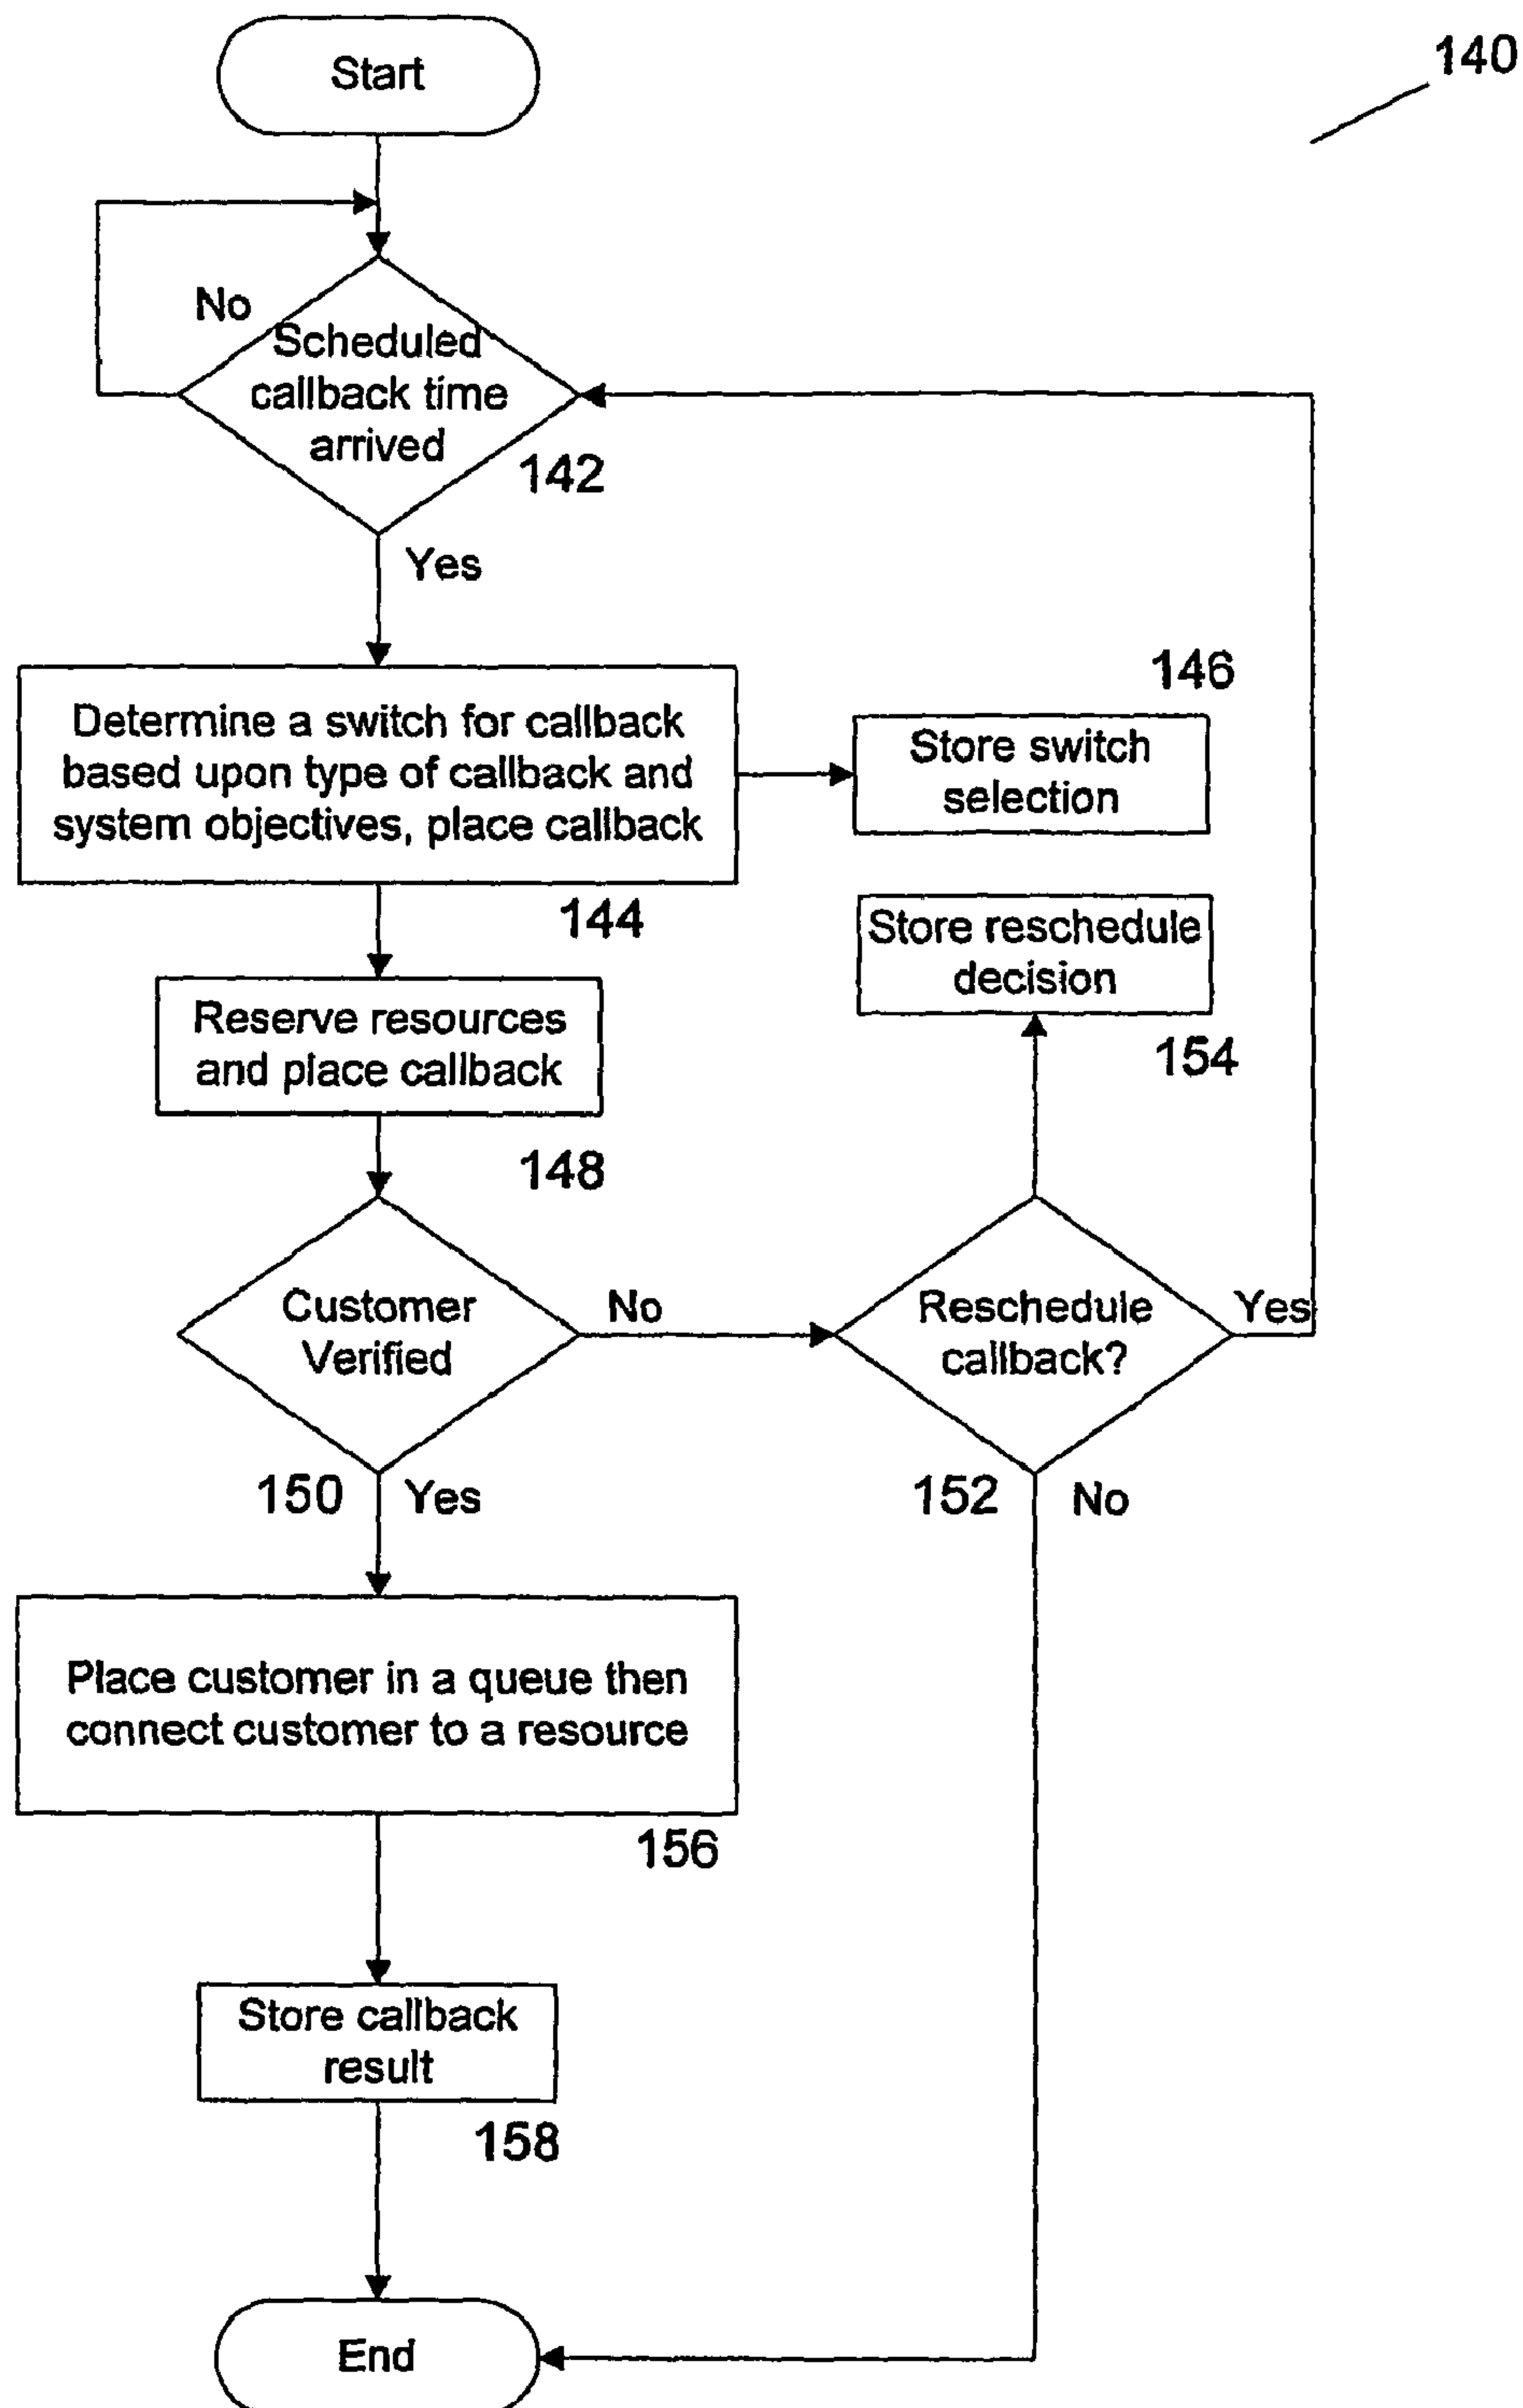 Start
140
No
Scheduled
callback time
arrived
142
Yes
146
Determine a switch for callback
based upon type of callback and
system objectives, place callback
Store switch
selection
144
Store reschedule
decision
154
Reserve resources
and place callback
148
Customer
Verified
No
Reschedule
callback?
Yes
150
Yes
152
No
Place customer in a queue then
connect customer to a resource
156
Store callback
result
158
End